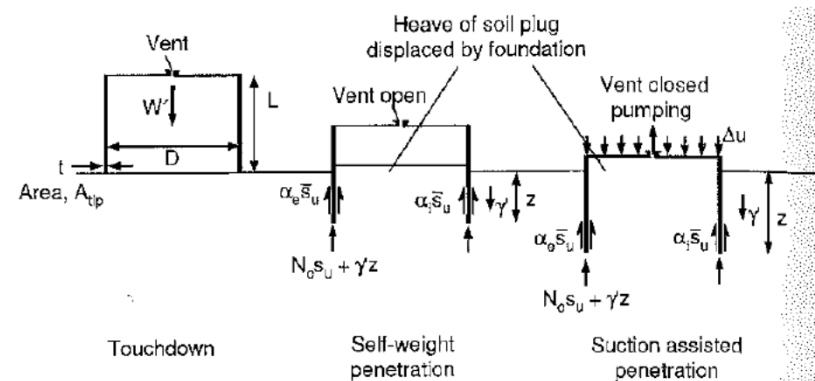 Heave of soil plug
displaced by foundation
Vent
W'
L
t
D
Area, A_tip
Vent open
α_e s̄_u
α_i s̄_u
γ'
z
N_c s_u + γ'z
Vent closed
pumping
Δu
α_e s̄_u
α_i s̄_u
γ'
z
N_c s_u + γ'z
Touchdown
Self-weight
penetration
Suction assisted
penetration